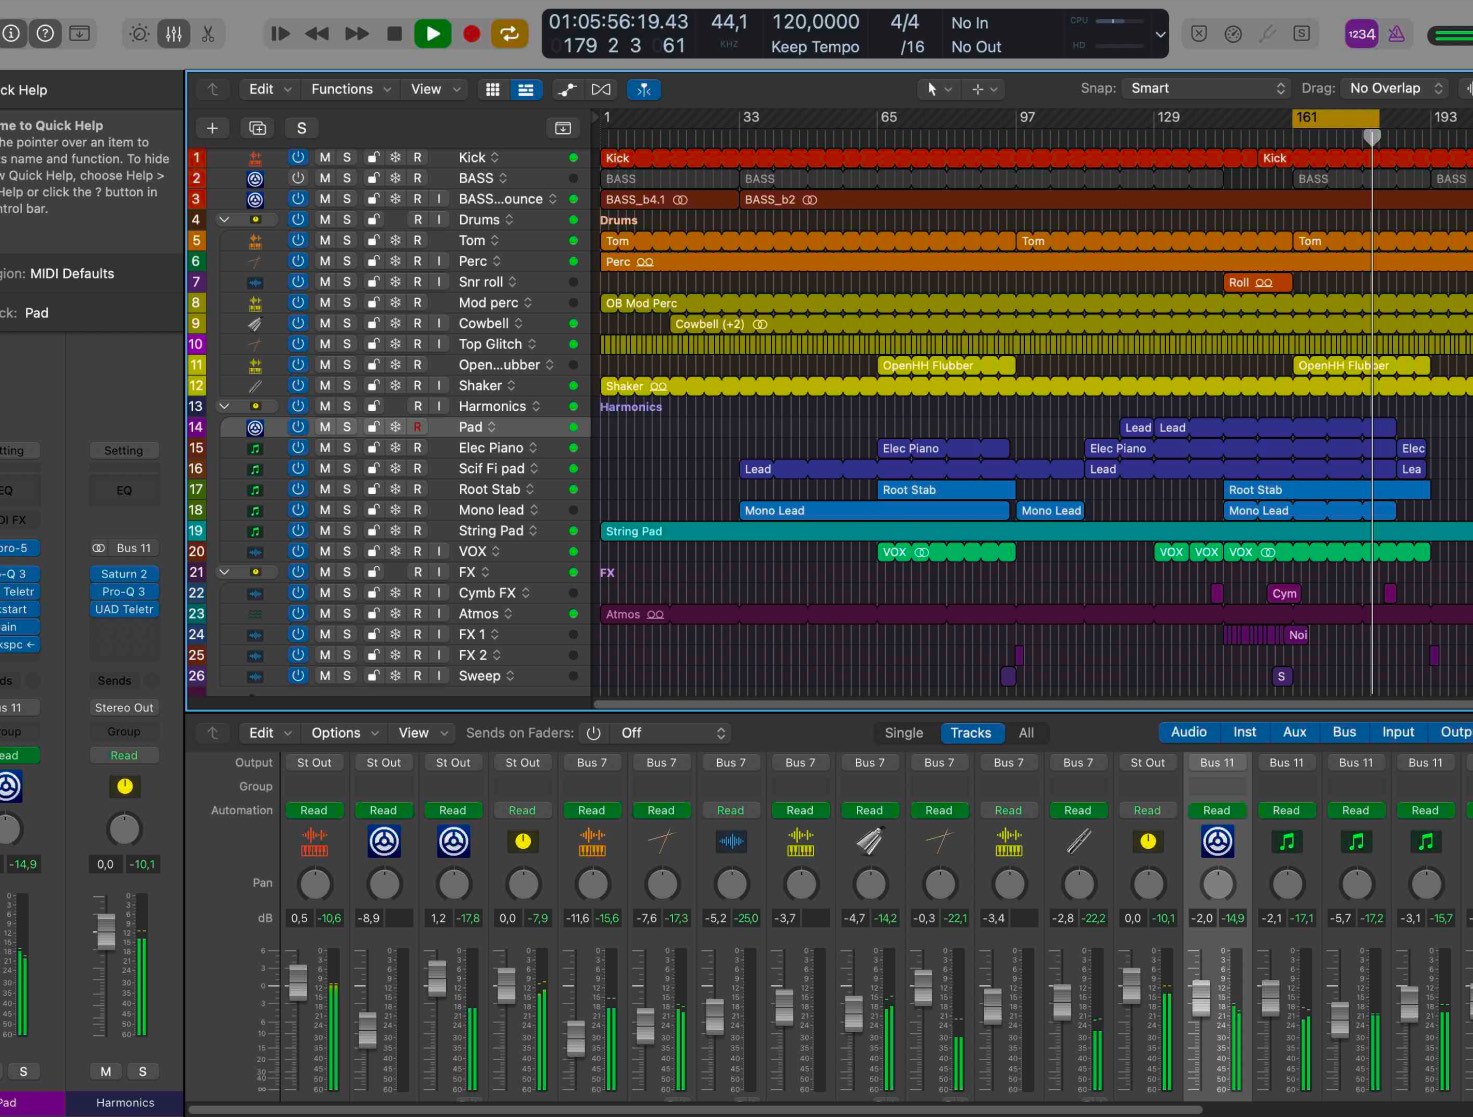 01:05:56:19.43
179 2 3 061
44,1
KHZ
120,0000
Keep Tempo
4/4
/16
No In
No Out
CPU
HD
S
1234
ck Help
me to Quick Help
he pointer over an item to
ts name and function. To hide
w Quick Help, choose Help >
Help or click the ? button in
ntrol bar.
gion: MIDI Defaults
ck: Pad
Edit
Functions
View
Snap: Smart
Drag: No Overlap
S
1 33 65 97 129 161 193
1 M S R Kick Kick Kick
2 M S R BASS BASS BASS BASS BASS
3 M S R I BASS...ounce BASS_b4.1 BASS_b2
4 M S R I Drums Drums
5 M S R Tom Tom Tom Tom
6 M S R I Perc Perc
7 M S R I Snr roll Roll
8 M S R Mod perc OB Mod Perc
9 M S R I Cowbell Cowbell (+2)
10 M S R I Top Glitch
11 M S R Open...ubber OpenHH Flubber OpenHH Flubber
12 M S R I Shaker Shaker
13 M S R I Harmonics Harmonics
14 M S R Pad Lead Lead
15 M S R Elec Piano Elec Piano Elec Piano Elec
16 M S R Scif Fi pad Lead Lead Lea
17 M S R Root Stab Root Stab Root Stab
18 M S R Mono lead Mono Lead Mono Lead Mono Lead
19 M S R String Pad String Pad
20 M S R I VOX VOX VOX VOX VOX
21 M S R I FX FX
22 M S R I Cymb FX Cym
23 M S R I Atmos Atmos
24 M S R I FX 1 Noi
25 M S R I FX 2
26 M S R I Sweep S
tting Setting
EQ EQ
DI FX
pro-5 Bus 11
-Q 3 Saturn 2
Teletr Pro-Q 3
kstart UAD Teletr
ain
kspc
ds Sends
s 11 Stereo Out
roup Group
ead Read
-14,9 0,0 -10,1
S M S
Pad Harmonics
Edit
Options
View
Sends on Faders:
Off
Single
Tracks
All
Audio
Inst
Aux
Bus
Input
Outp
Output St Out St Out St Out St Out Bus 7 Bus 7 Bus 7 Bus 7 Bus 7 Bus 7 Bus 7 Bus 7 St Out Bus 11 Bus 11 Bus 11 Bus 11
Group
Automation Read Read Read Read Read Read Read Read Read Read Read Read Read Read Read Read Read
Pan
dB 0,5 -10,6 -8,9 1,2 -17,8 0,0 -7,9 -11,6 -15,6 -7,6 -17,3 -5,2 -25,0 -3,7 -4,7 -14,2 -0,3 -22,1 -3,4 -2,8 -22,2 0,0 -10,1 -2,0 -14,9 -2,1 -17,1 -5,7 -17,2 -3,1 -15,7